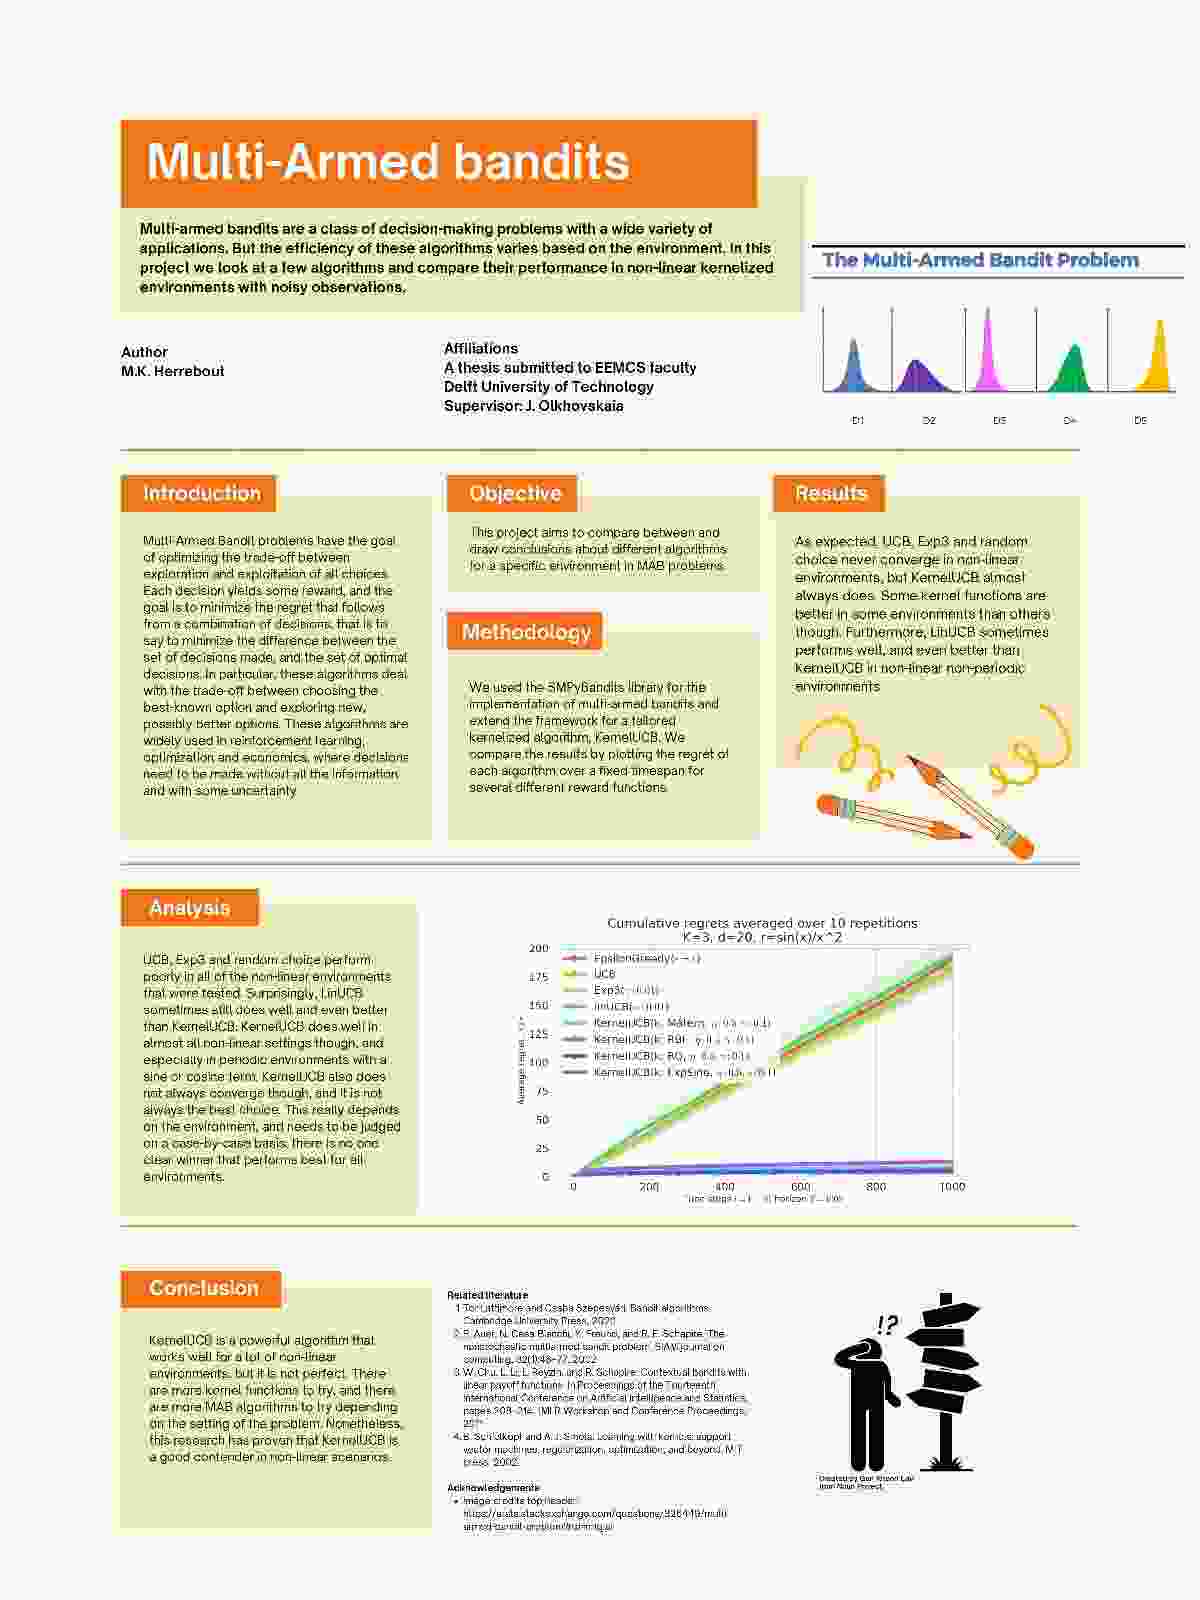 Multi-Armed bandits
Multi-armed bandits are a class of decision-making problems with a wide variety of
applications. But the efficiency of these algorithms varies based on the environment. In this
project we look at a few algorithms and compare their performance in non-linear kernelized
environments with noisy observations.
The Multi-Armed Bandit Problem
D1
D2
D3
D4
D5
Author
M.K. Herrebout
Affiliations
A thesis submitted to EEMCS faculty
Delft University of Technology
Supervisor: J. Olkhovskaia
Introduction
Multi-Armed Bandit problems have the goal
of optimizing the trade-off between
exploration and exploitation of all choices.
Each decision yields some reward, and the
goal is to minimize the regret that follows
from a combination of decisions, that is to
say to minimize the difference between the
set of decisions made, and the set of optimal
decisions. In particular, these algorithms deal
with the trade-off between choosing the
best-known option and exploring new,
possibly better options. These algorithms are
widely used in reinforcement learning,
optimization and economics, where decisions
need to be made without all the information
and with some uncertainty
Objective
This project aims to compare between and
draw conclusions about different algorithms
for a specific environment in MAB problems.
Methodology
We used the SMPyBandits library for the
implementation of multi-armed bandits and
extend the framework for a tailored
kernelized algorithm, KernelUCB. We
compare the results by plotting the regret of
each algorithm over a fixed timespan for
several different reward functions.
Results
As expected, UCB, Exp3 and random
choice never converge in non-linear
environments, but KernelUCB almost
always does. Some kernel functions are
better in some environments than others
though. Furthermore, LinUCB sometimes
performs well, and even better than
KernelUCB in non-linear non-periodic
environments
Analysis
UCB, Exp3 and random choice perform
poorly in all of the non-linear environments
that were tested. Surprisingly, LinUCB
sometimes still does well and even better
than KernelUCB. KernelUCB does well in
almost all non-linear settings though, and
especially in periodic environments with a
sine or cosine term. KernelUCB also does
not always converge though, and it is not
always the best choice. This really depends
on the environment, and needs to be judged
on a case-by-case basis, there is no one
clear winner that performs best for all
environments.
Cumulative regrets averaged over 10 repetitions
K=3, d=20, r=sin(x)/x^2
200
175
150
125
100
75
50
25
0
0 200 400 600 800 1000
Average regret
EpsilonGreedy
UCB
Exp3
linUCB
KernelUCB(k: Matern,
KernelUCB(k: RBF,
KernelUCB(k: RQ,
KernelUCB(k: ExpSine,
Conclusion
KernelUCB is a powerful algorithm that
works well for a lot of non-linear
environments, but it is not perfect. There
are more kernel functions to try, and there
are more MAB algorithms to try depending
on the setting of the problem. Nonetheless,
this research has proven that KernelUCB is
a good contender in non-linear scenarios.
Related literature
1. Tor Lattimore and Csaba Szepesvári. Bandit algorithms.
Cambridge University Press, 2020
2. P. Auer, N. Cesa-Bianchi, Y. Freund, and R. E. Schapire. The
nonstochastic multiarmed bandit problem. SIAM journal on
computing, 32(1):48–77, 2002
3. W. Chu, L. Li, L. Reyzin, and R. Schapire. Contextual bandits with
linear payoff functions. In Proceedings of the Fourteenth
International Conference on Artificial Intelligence and Statistics,
pages 208–214. JMLR Workshop and Conference Proceedings,
2011
4. B. Schölkopf and A. J. Smola. Learning with kernels: support
vector machines, regularization, optimization, and beyond. MIT
press, 2002.
Acknowledgements
Image credits top header:
!?
Created by Gan Khoon Lay
from Noun Project